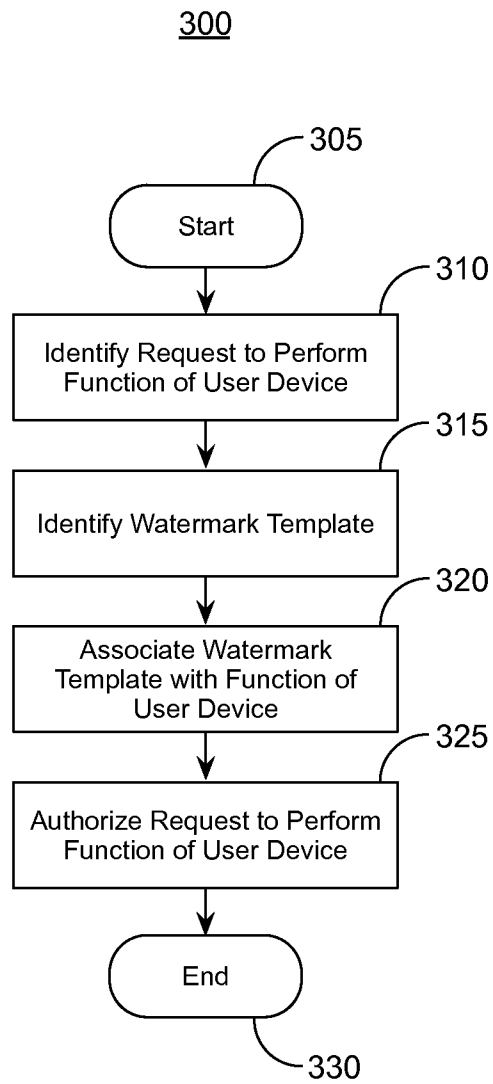 300
305
Start
310
Identify Request to Perform
Function of User Device
315
Identify Watermark Template
320
Associate Watermark
Template with Function of
User Device
325
Authorize Request to Perform
Function of User Device
End
330